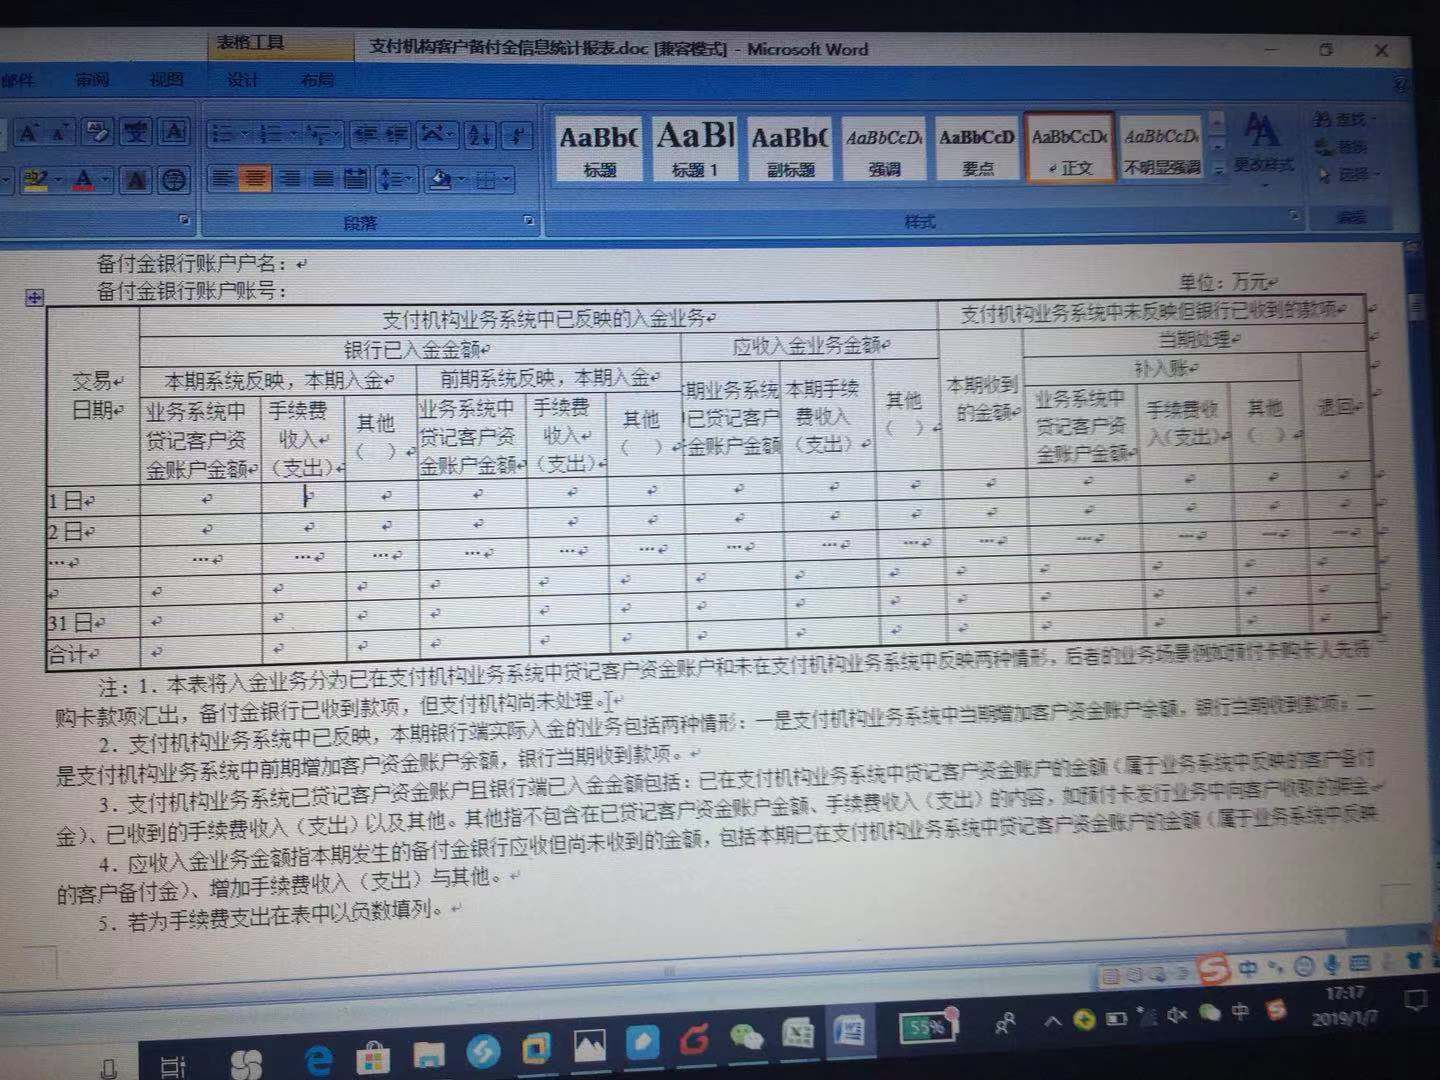 表格工具
支付机构客户备付金信息统计报表.doc [兼容模式] - Microsoft Word
邮件 审阅 视图 设计 布局
AaBbC AaBl AaBbC AaBbCcD AaBbCcD AaBbCcDc AaBbCcD
标题 标题 1 副标题 强调 要点 正文 不明显强调
更改样式
查找
替换
选择
段落 样式 编辑
备付金银行账户户名：
备付金银行账户账号：
单位：万元
支付机构业务系统中已反映的入金业务 支付机构业务系统中未反映但银行已收到的款项
银行已入金金额 应收入金业务金额 当期处理
交易日期
本期系统反映，本期入金 前期系统反映，本期入金
本期收到的金额
补入账
退回
业务系统中贷记客户资金账户金额
手续费收入（支出）
其他（ ）
业务系统中贷记客户资金账户金额
手续费收入（支出）
其他（ ）
期业务系统已贷记客户金账户金额
本期手续费收入（支出）
其他（ ）
业务系统中贷记客户资金账户金额
手续费收入（支出）
其他（ ）
1 日
2 日
… … … … … … … … … … … … … … …
31 日
合计
注：1．本表将入金业务分为已在支付机构业务系统中贷记客户资金账户和未在支付机构业务系统中反映两种情形，后者的业务场景例如预付卡购卡人先将
购卡款项汇出，备付金银行已收到款项，但支付机构尚未处理。
2．支付机构业务系统中已反映，本期银行端实际入金的业务包括两种情形：一是支付机构业务系统中当期增加客户资金账户余额，银行当期收到款项；二
是支付机构业务系统中前期增加客户资金账户余额，银行当期收到款项。
3．支付机构业务系统已贷记客户资金账户且银行端已入金金额包括：已在支付机构业务系统中贷记客户资金账户的金额（属于业务系统中反映的客户备付
金）、已收到的手续费收入（支出）以及其他。其他指不包含在已贷记客户资金账户金额、手续费收入（支出）的内容，如预付卡发行业务中向客户收取的押金
4．应收入金业务金额指本期发生的备付金银行应收但尚未收到的金额，包括本期已在支付机构业务系统中贷记客户资金账户的金额（属于业务系统中反映
的客户备付金）、增加手续费收入（支出）与其他。
5．若为手续费支出在表中以负数填列。
中
55%
中
17:17
2019/1/7